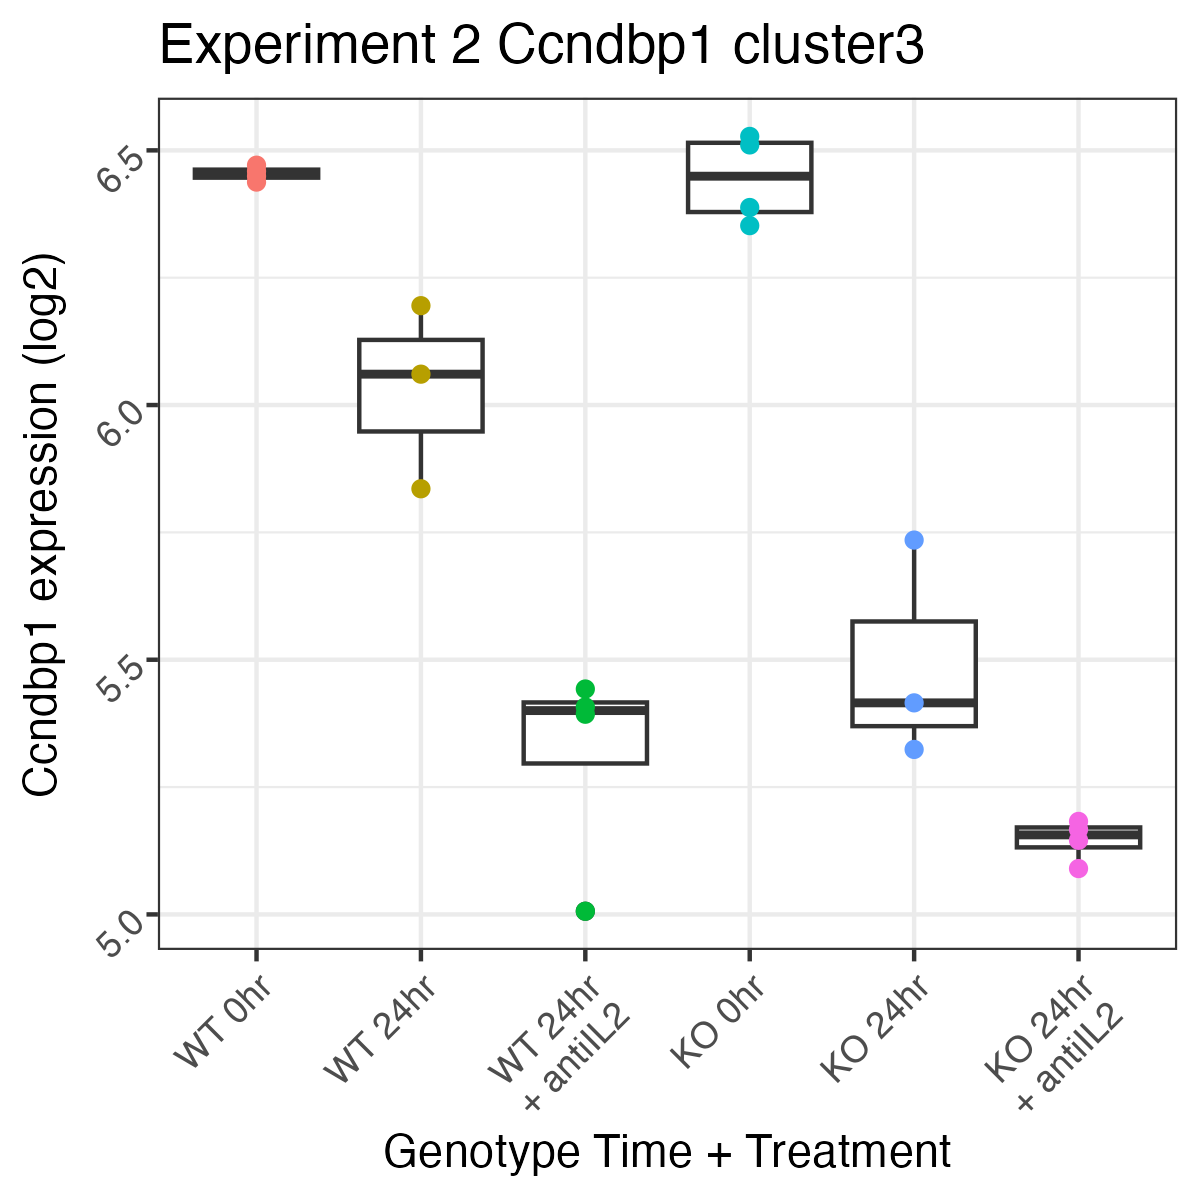 Experiment 2 Ccndbp1 cluster3
Ccndbp1 expression (log2)
6.5
6.0
5.5
5.0
WT 0hr
WT 24hr
WT 24hr
+ antiIL2
KO 0hr
KO 24hr
KO 24hr
+ antiIL2
Genotype Time + Treatment